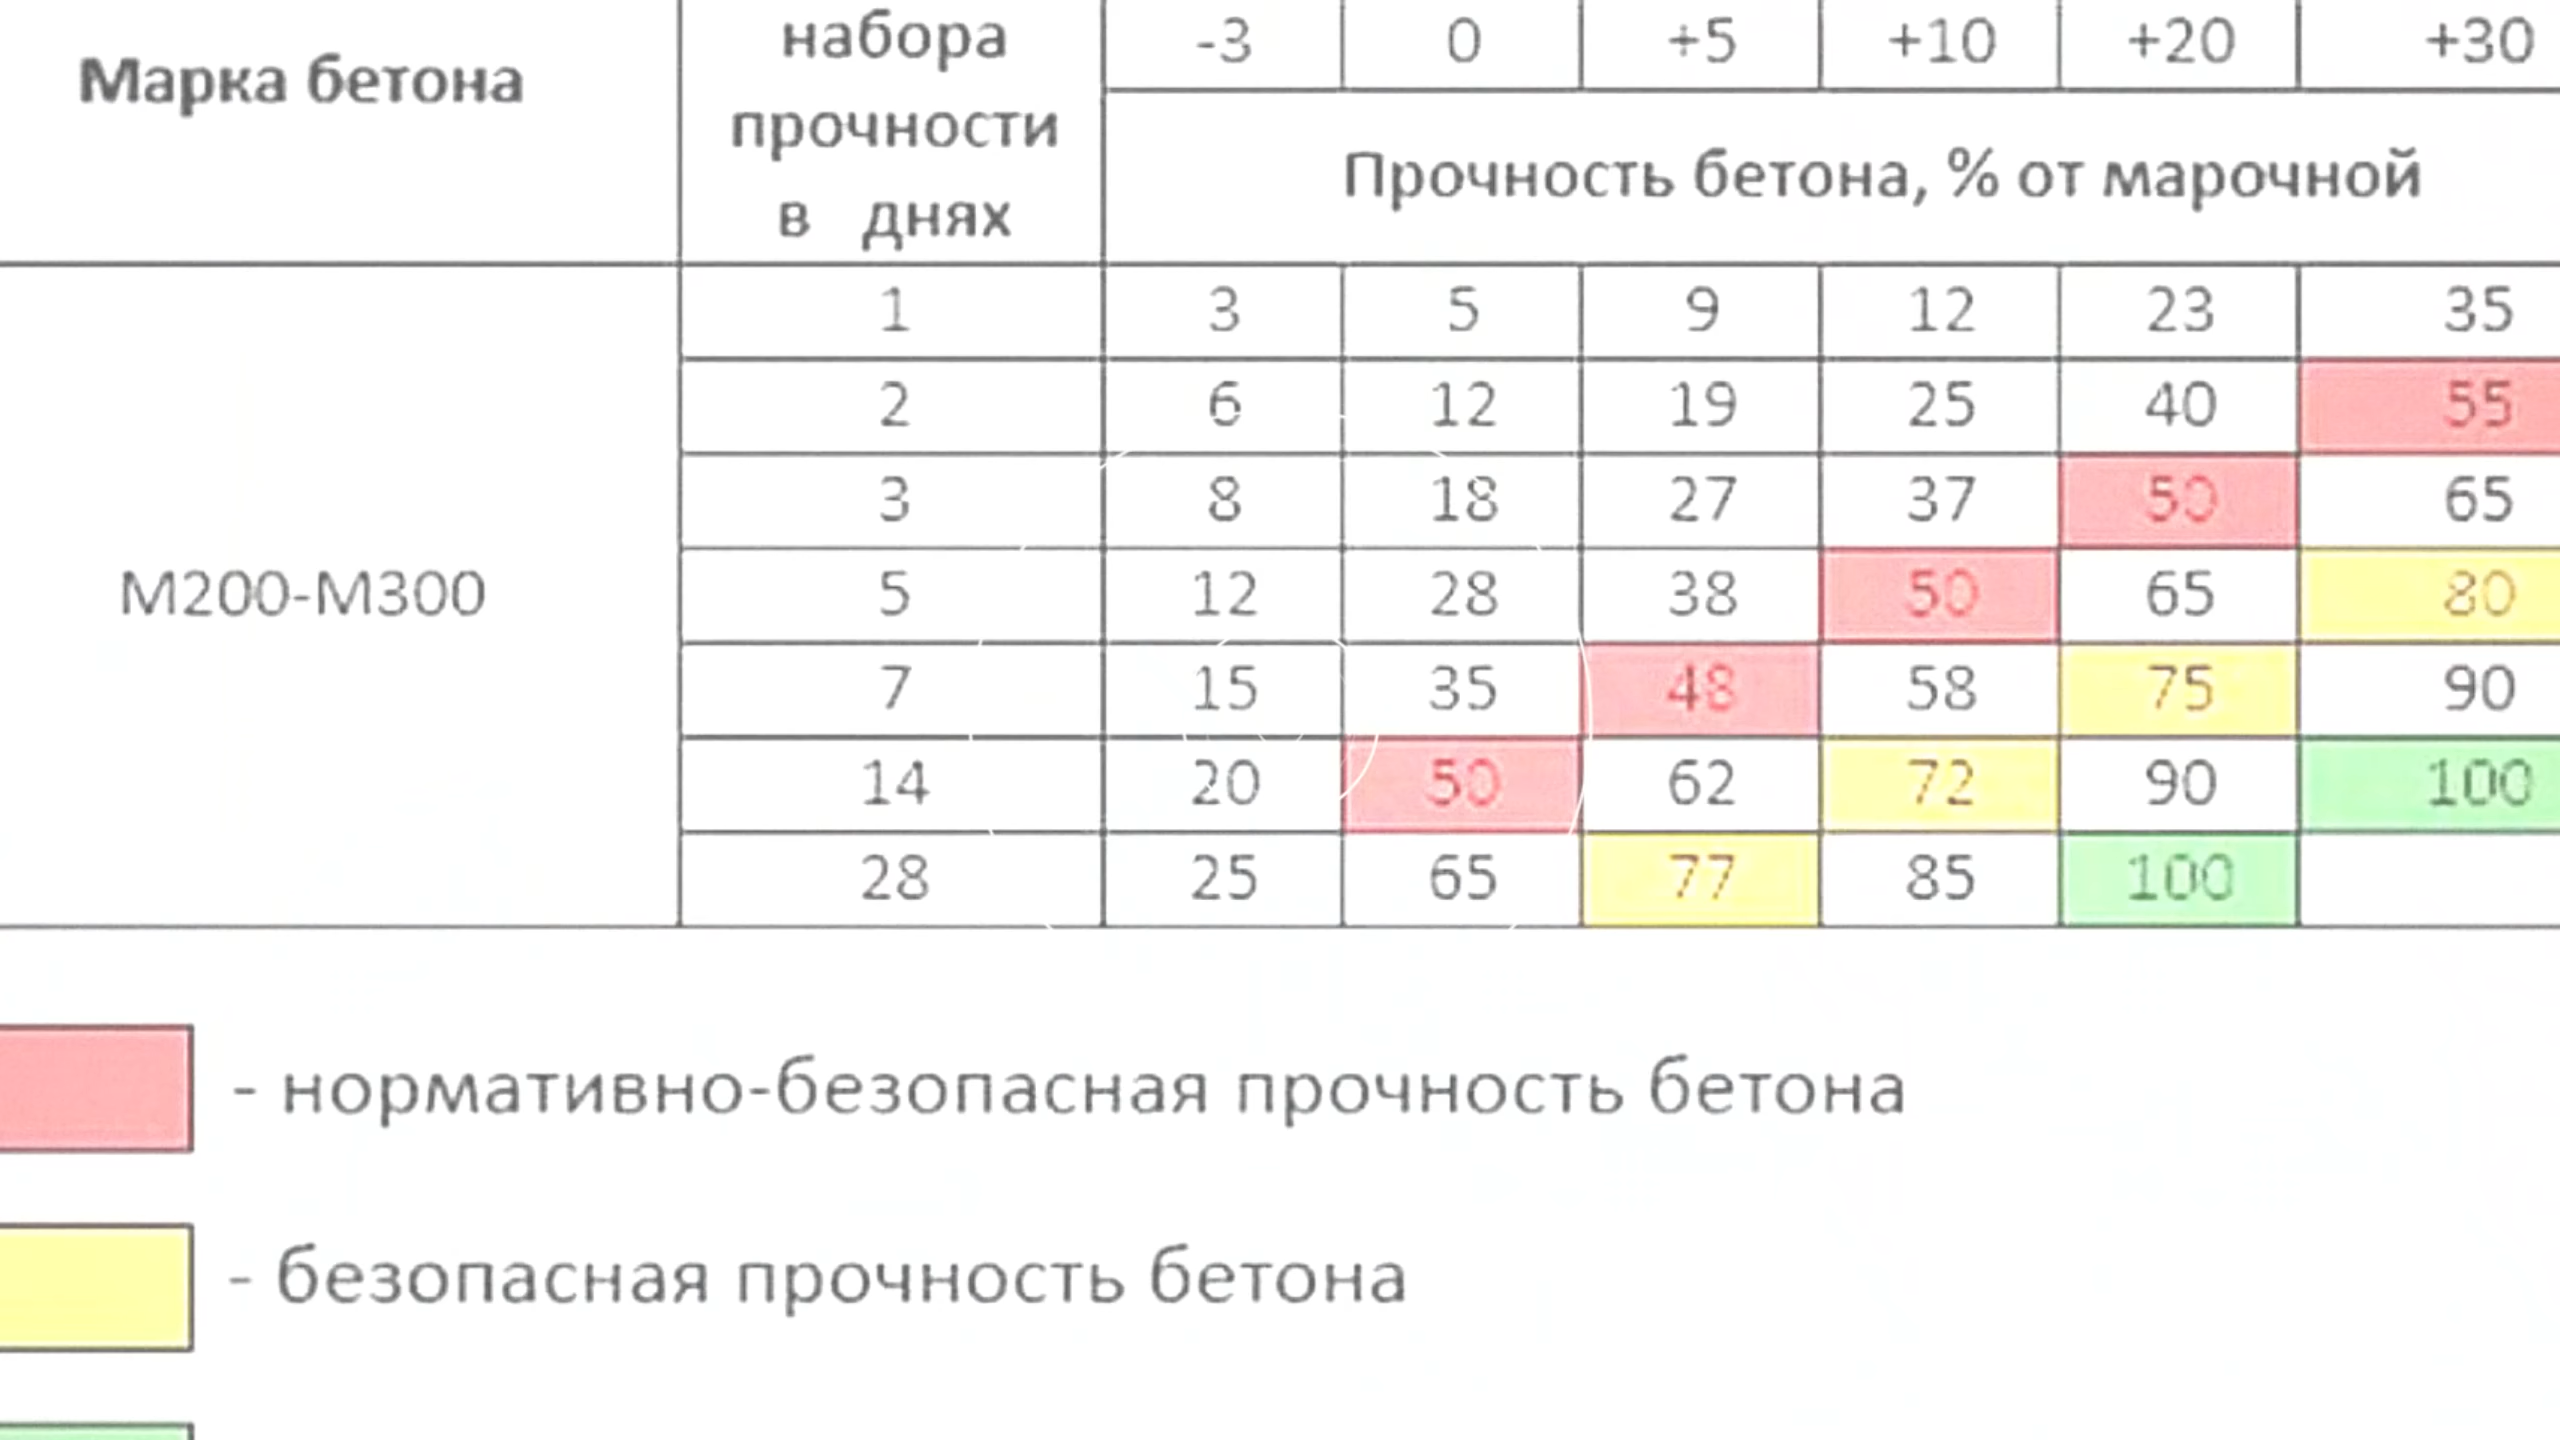 Марка бетона
набора
прочности
в днях
-3 0 +5 +10 +20 +30
Прочность бетона, % от марочной
М200-М300
1 3 5 9 12 23 35
2 6 12 19 25 40 55
3 8 18 27 37 50 65
5 12 28 38 50 65 80
7 15 35 48 58 75 90
14 20 50 62 72 90 100
28 25 65 77 85 100
- нормативно-безопасная прочность бетона
- безопасная прочность бетона